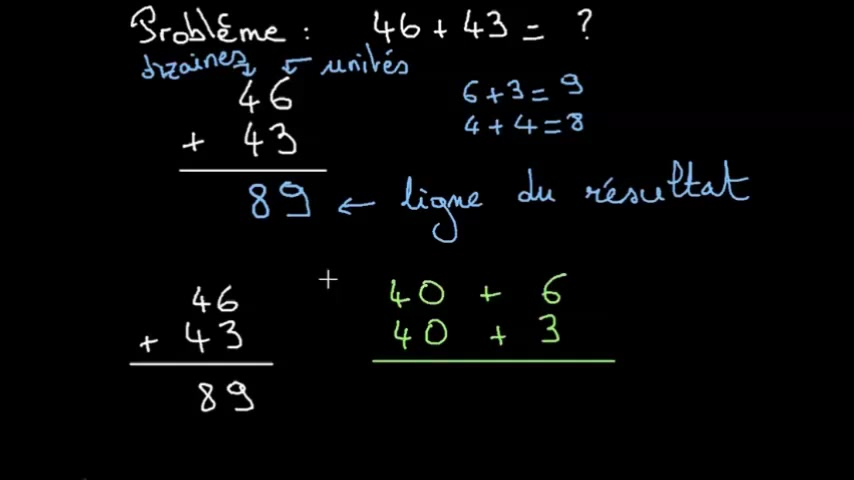 Problème : 46 + 43 = ?
dizaines unités
46
+ 43
89 ← ligne du résultat
6 + 3 = 9
4 + 4 = 8
46
+ 43
89
40 + 6
40 + 3